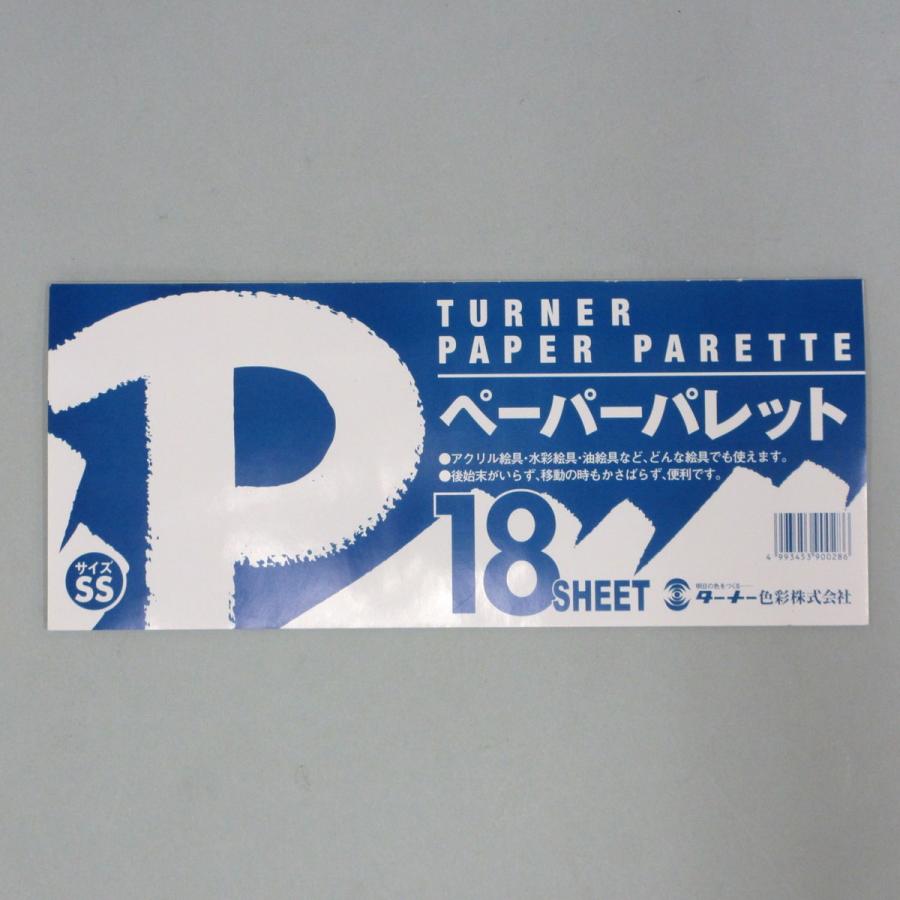 P
TURNER
PAPER PARETTE
ペーパーパレット
●アクリル絵具・水彩絵具・油絵具など、どんな絵具でも使えます。
●後始末がいらず、移動の時もかさばらず、便利です。
18SHEET
サイズ
SS
4 993453 900286
明日の色をつくる……
ターナー色彩株式会社